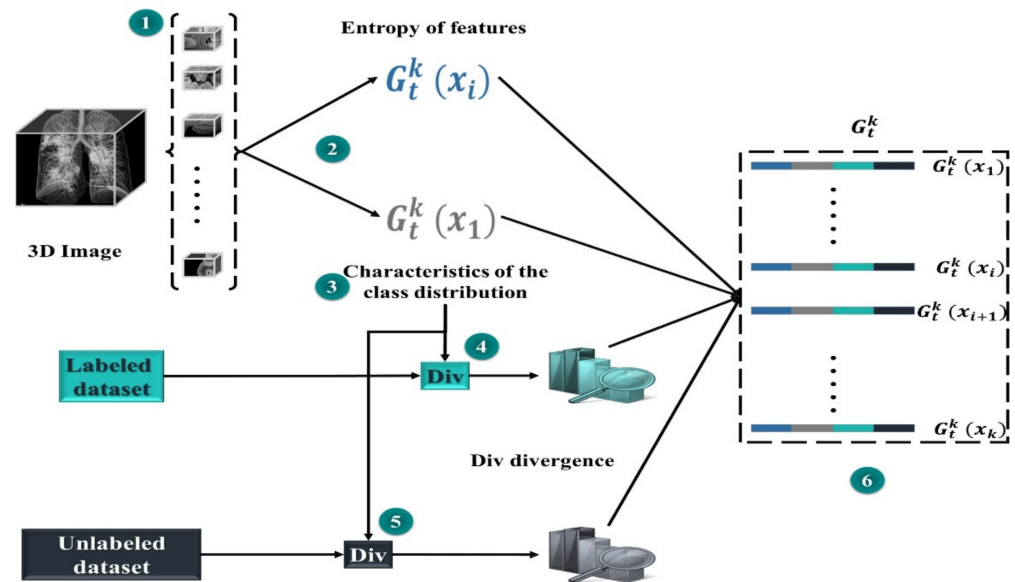 1
Entropy of features
G_t^k (x_i)
2
G_t^k (x_1)
3D Image
3
Characteristics of the
class distribution
4
Labeled
dataset
Div
Div divergence
5
Unlabeled
dataset
Div
G_t^k
G_t^k (x_1)
G_t^k (x_i)
G_t^k (x_{i+1})
G_t^k (x_k)
6